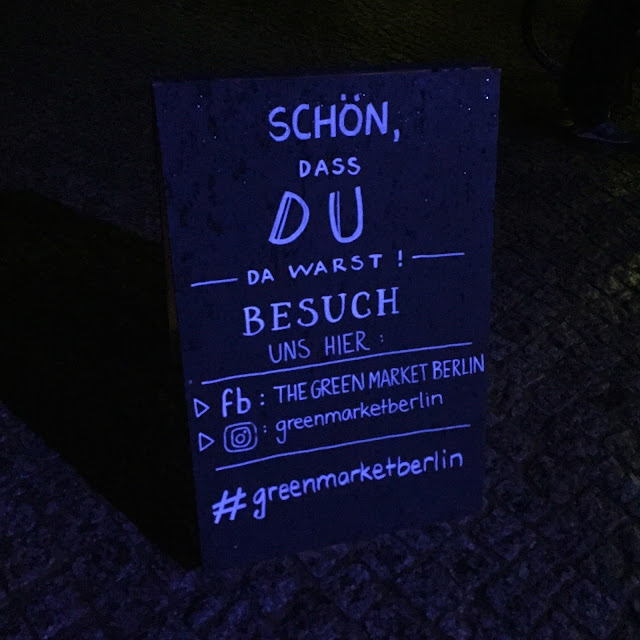 SCHÖN,
DASS
DU
DA WARST!
BESUCH
UNS HIER:
fb: THE GREEN MARKET BERLIN
: greenmarketberlin
#greenmarketberlin